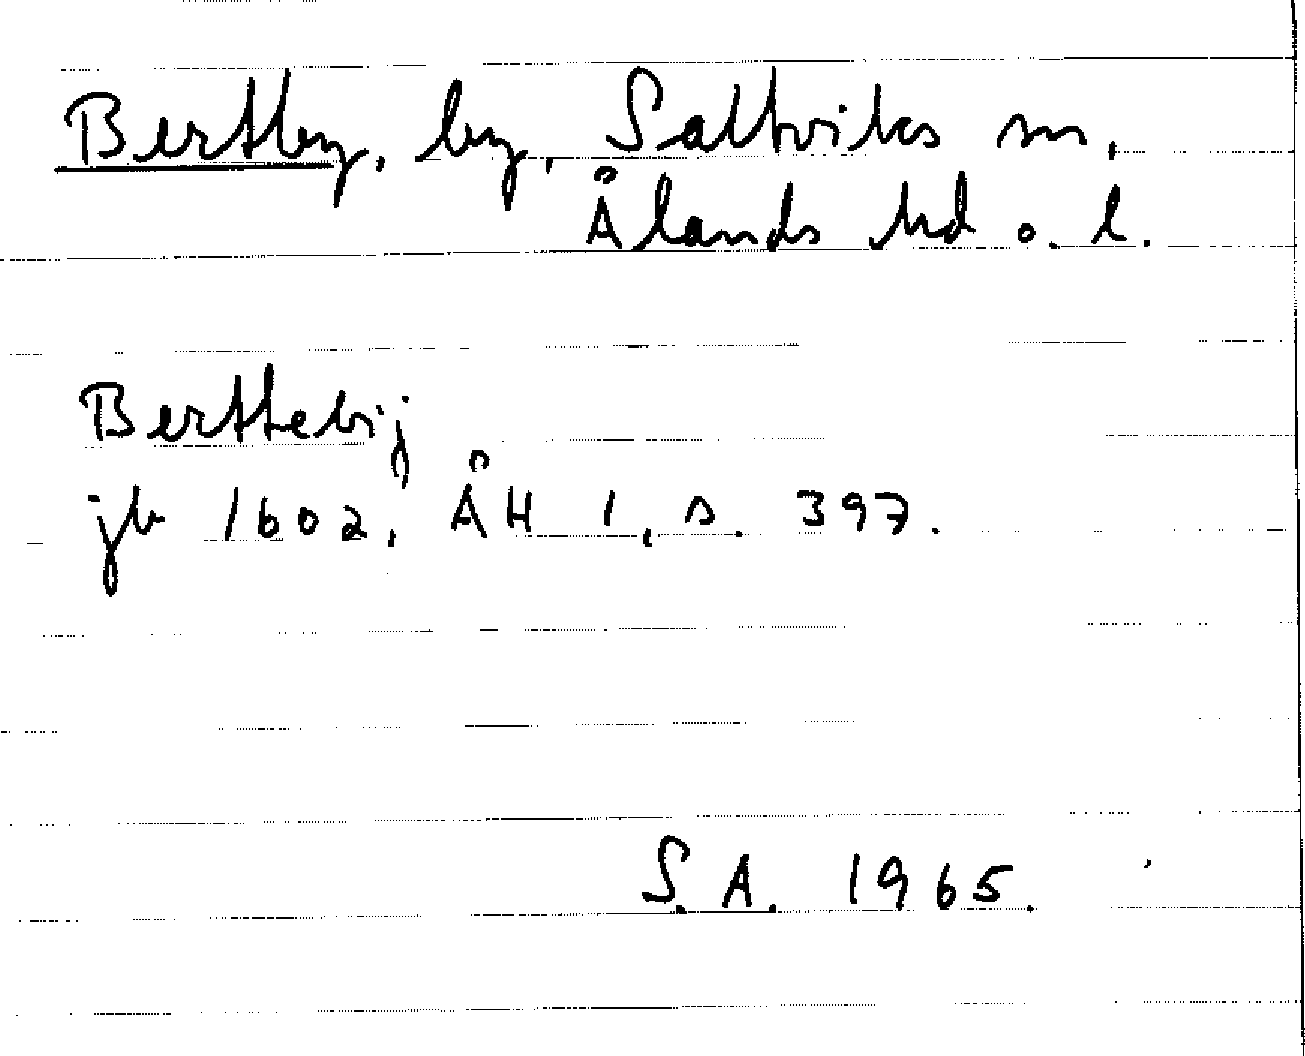 Bertby, by, Saltviks sn,
Ålands hd o. l.
Berttebij
jb 1602, ÅH 1, s. 397.
S.A. 1965.